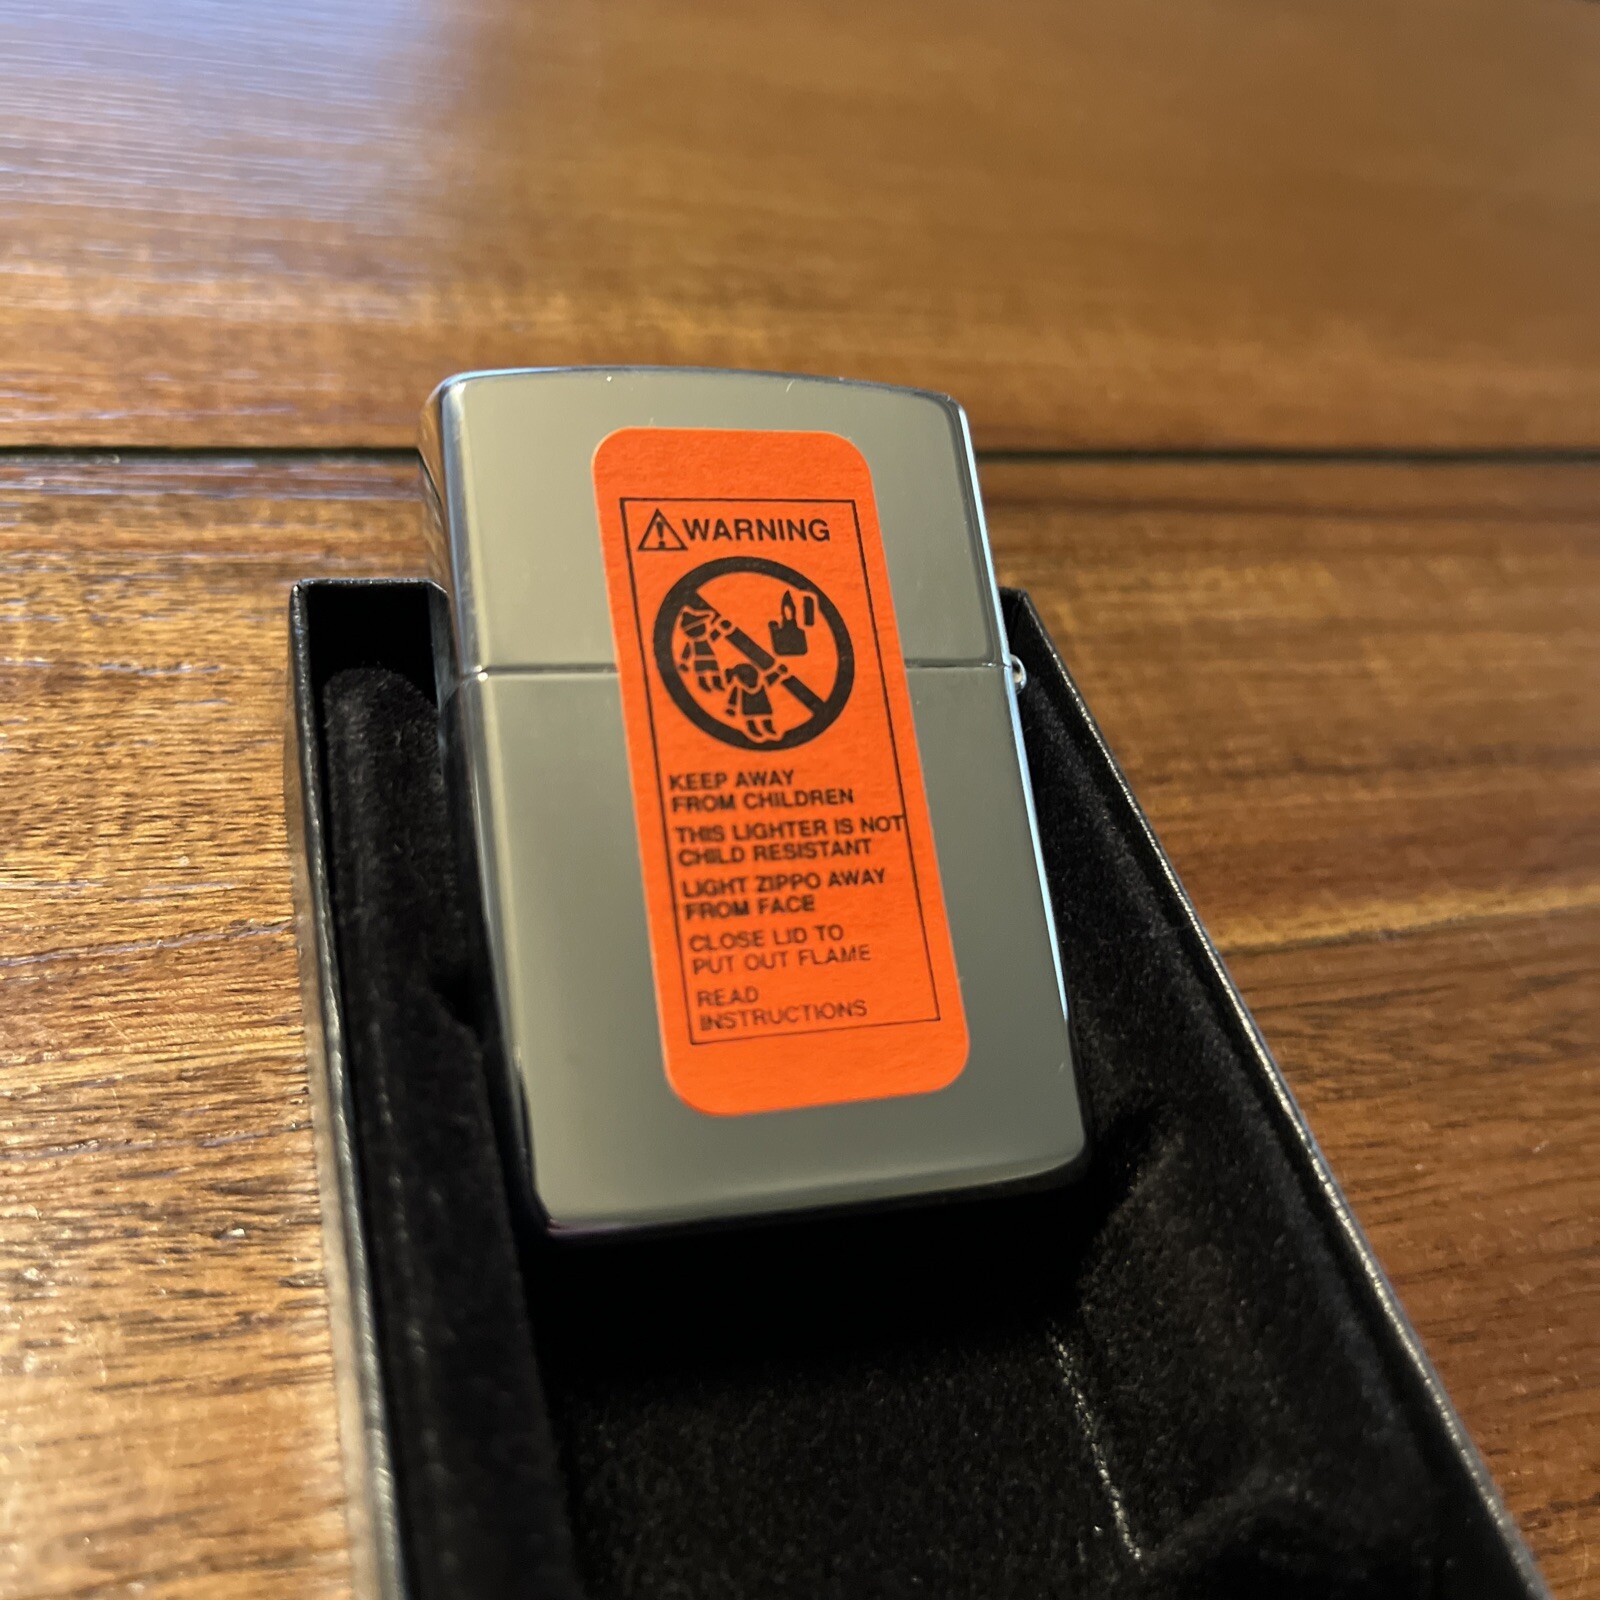 WARNING
KEEP AWAY
FROM CHILDREN
THIS LIGHTER IS NOT
CHILD RESISTANT
LIGHT ZIPPO AWAY
FROM FACE
CLOSE LID TO
PUT OUT FLAME
READ
INSTRUCTIONS